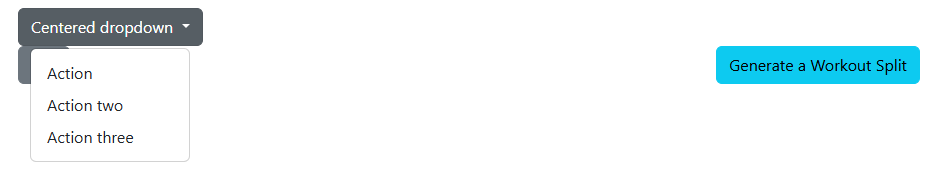 Centered dropdown
Action
Action two
Action three
Generate a Workout Split